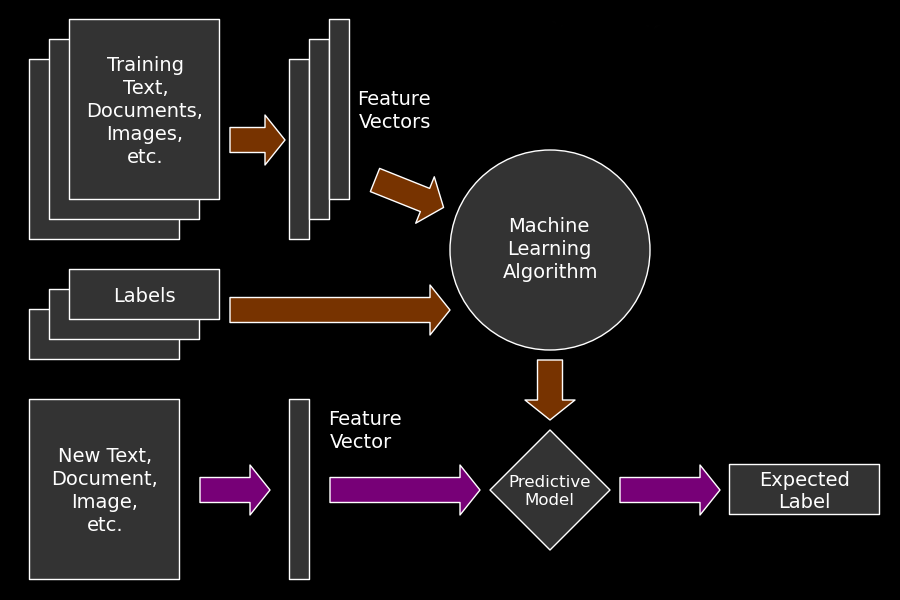 Training
Text,
Documents,
Images,
etc.
Feature
Vectors
Machine
Learning
Algorithm
Labels
New Text,
Document,
Image,
etc.
Feature
Vector
Predictive
Model
Expected
Label